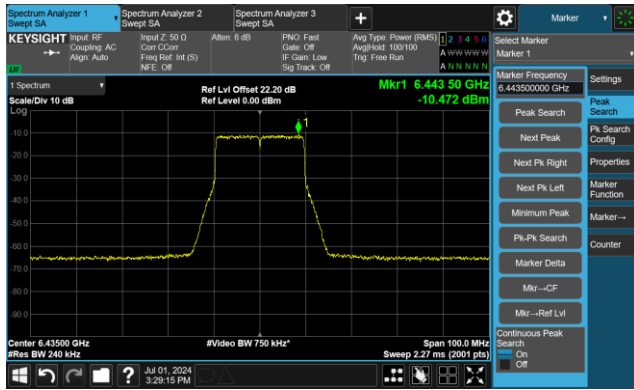 Spectrum Analyzer 1
Swept SA
Spectrum Analyzer 2
Swept SA
Spectrum Analyzer 3
Swept SA
+
Marker
KEYSIGHT
Input: RF
Coupling: AC
Align: Auto
Input Z: 50 Ω
Corr CCorr
Freq Ref: Int (S)
NFE: Off
Atten: 6 dB
PNO: Fast
Gate: Off
IF Gain: Low
Sig Track: Off
Avg Type: Power (RMS)
Avg|Hold: 100/100
Trig: Free Run
1 2 3 4 5 6
A W W W W W
A N N N N N
Select Marker
Marker 1
1 Spectrum
Scale/Div 10 dB
Log
Ref Lvl Offset 22.20 dB
Ref Level 0.00 dBm
Mkr1 6.443 50 GHz
-10.472 dBm
1
-10.0
-20.0
-30.0
-40.0
-50.0
-60.0
-70.0
-80.0
-90.0
Center 6.43500 GHz
#Res BW 240 kHz
#Video BW 750 kHz*
Span 100.0 MHz
Sweep 2.27 ms (2001 pts)
Marker Frequency
6.443500000 GHz
Peak Search
Next Peak
Next Pk Right
Next Pk Left
Minimum Peak
Pk-Pk Search
Marker Delta
Mkr→CF
Mkr→Ref Lvl
Continuous Peak
Search
On
Off
Settings
Peak
Search
Pk Search
Config
Properties
Marker
Function
Marker→
Counter
?
Jul 01, 2024
3:29:15 PM